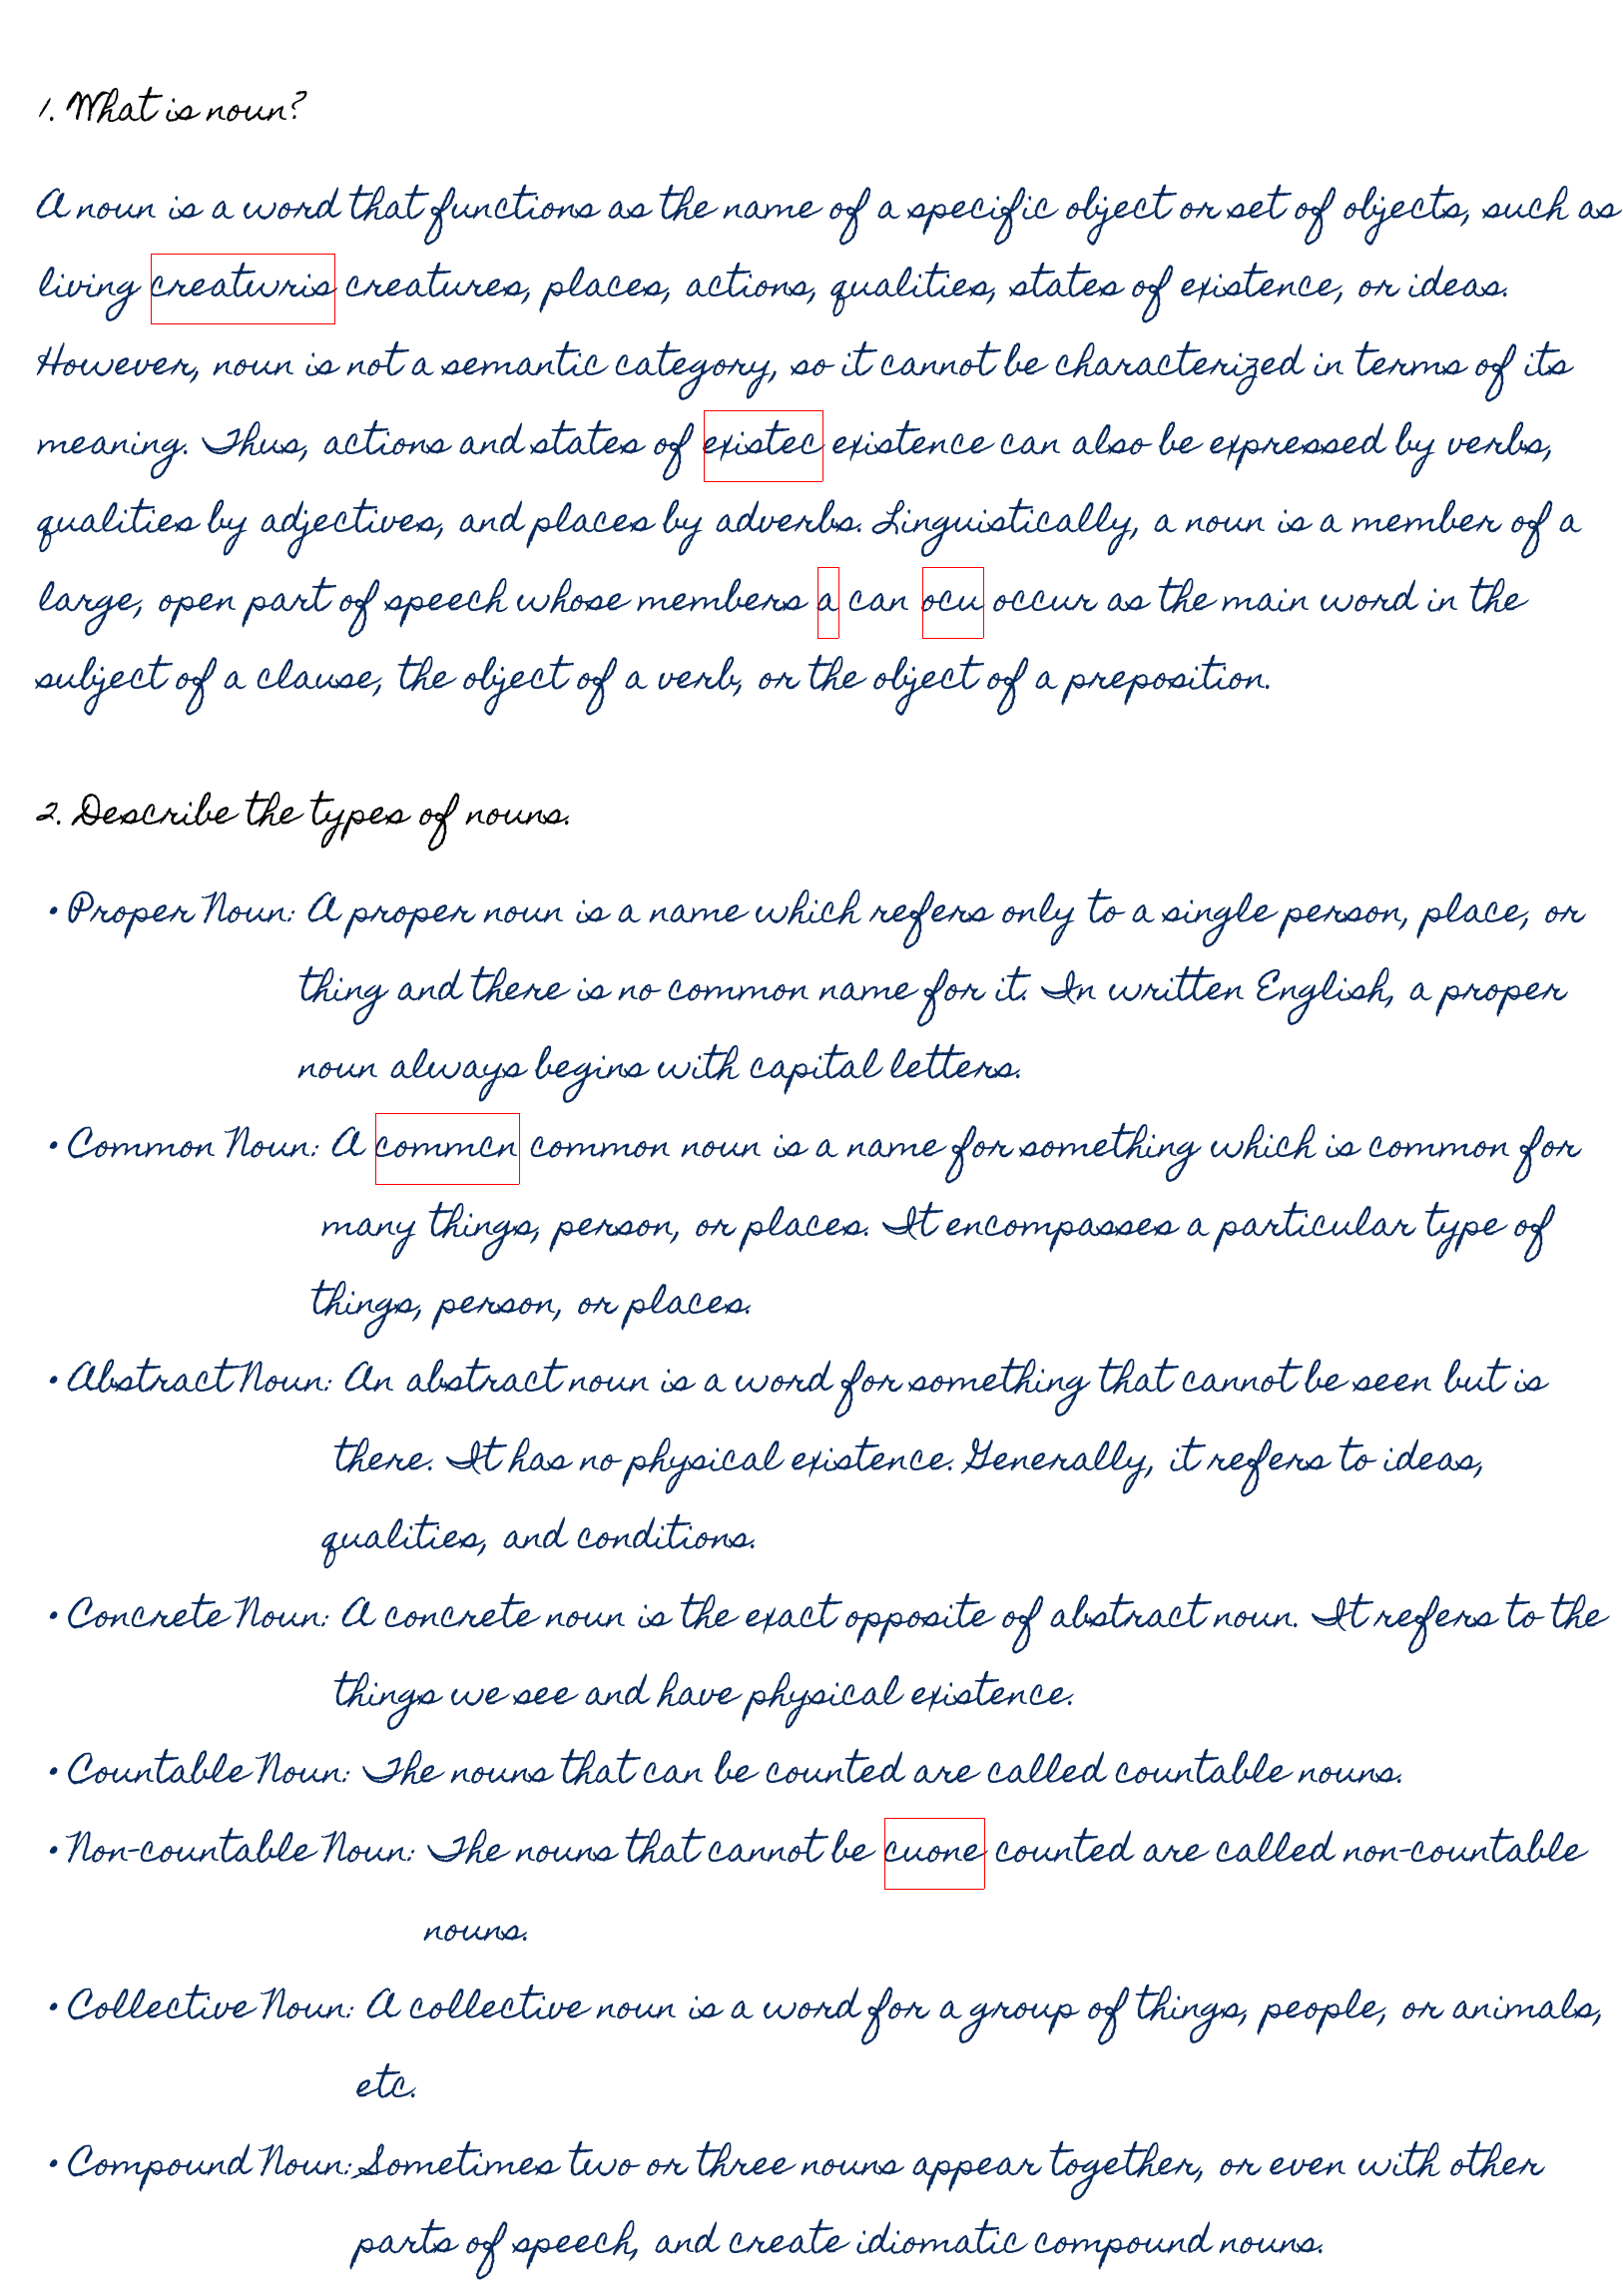 1. What is noun?
A noun is a word that functions as the name of a specific object or set of objects, such as
living creatwris creatures, places, actions, qualities, states of existence, or ideas.
However, noun is not a semantic category, so it cannot be characterized in terms of its
meaning. Thus, actions and states of existec existence can also be expressed by verbs,
qualities by adjectives, and places by adverbs. Linguistically, a noun is a member of a
large, open part of speech whose members a can ocu occur as the main word in the
subject of a clause, the object of a verb, or the object of a preposition.
2. Describe the types of nouns.
• Proper Noun: A proper noun is a name which refers only to a single person, place, or
thing and there is no common name for it. In written English, a proper
noun always begins with capital letters.
• Common Noun: A commcn common noun is a name for something which is common for
many things, person, or places. It encompasses a particular type of
things, person, or places.
• Abstract Noun: An abstract noun is a word for something that cannot be seen but is
there. It has no physical existence. Generally, it refers to ideas,
qualities, and conditions.
• Concrete Noun: A concrete noun is the exact opposite of abstract noun. It refers to the
things we see and have physical existence.
• Countable Noun: The nouns that can be counted are called countable nouns.
• Non-countable Noun: The nouns that cannot be cuone counted are called non-countable
nouns.
• Collective Noun: A collective noun is a word for a group of things, people, or animals,
etc.
• Compound Noun: Sometimes two or three nouns appear together, or even with other
parts of speech, and create idiomatic compound nouns.